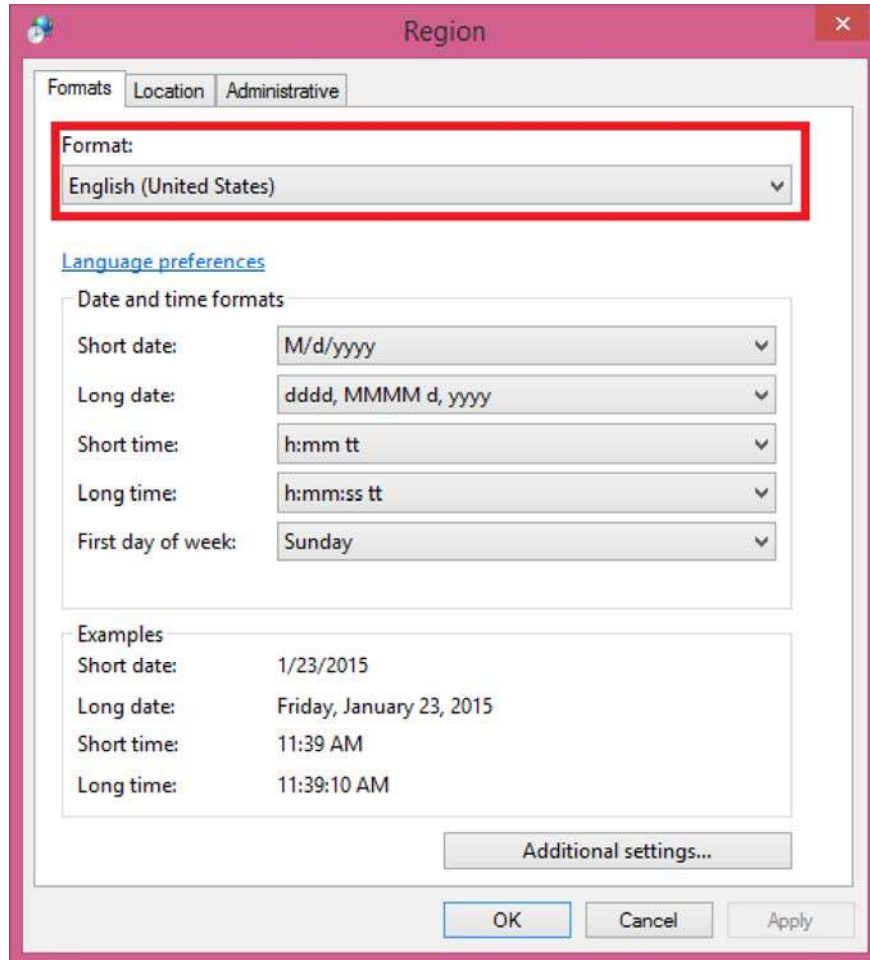 Region
Formats Location Administrative
Format:
English (United States)
Language preferences
Date and time formats
Short date: M/d/yyyy
Long date: dddd, MMMM d, yyyy
Short time: h:mm tt
Long time: h:mm:ss tt
First day of week: Sunday
Examples
Short date: 1/23/2015
Long date: Friday, January 23, 2015
Short time: 11:39 AM
Long time: 11:39:10 AM
Additional settings...
OK Cancel Apply